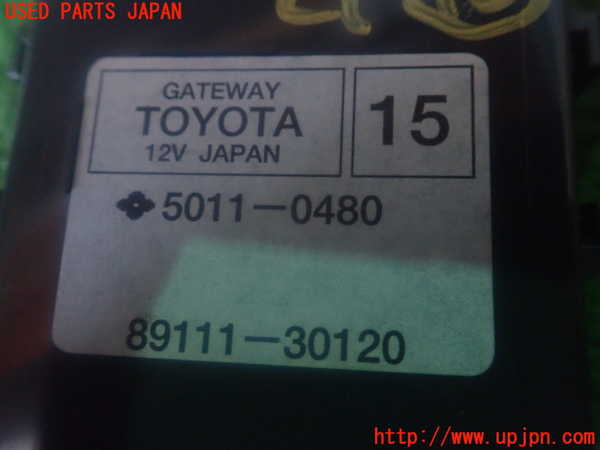 USED PARTS JAPAN
GATEWAY
TOYOTA
12V JAPAN
15
5011-0480
89111-30120
http://www.upjpn.com/